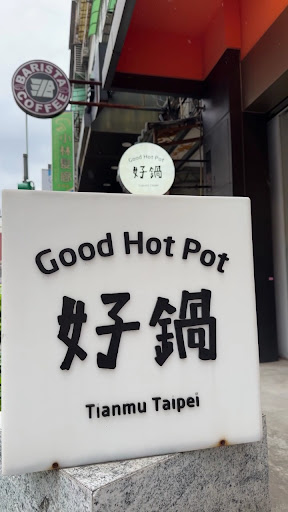 BARISTA
COFFEE
Good Hot Pot
好鍋
Good Hot Pot
好鍋
Tianmu Taipei